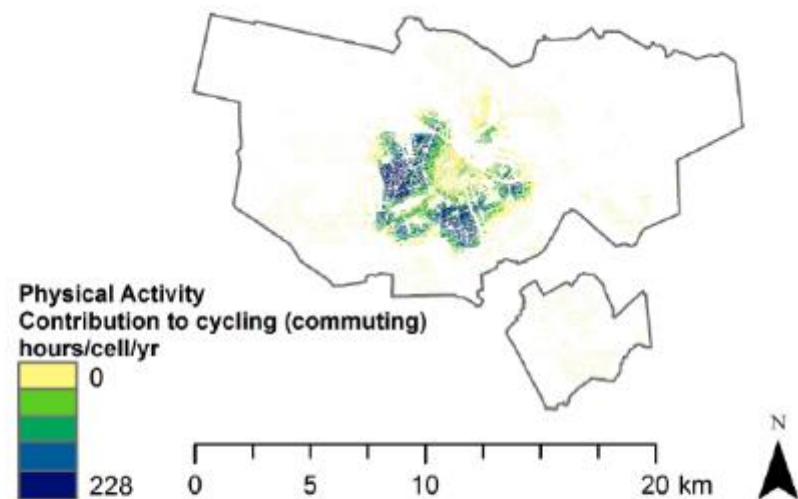 Physical Activity
Contribution to cycling (commuting)
hours/cell/yr
0
228
0 5 10 20 km
N